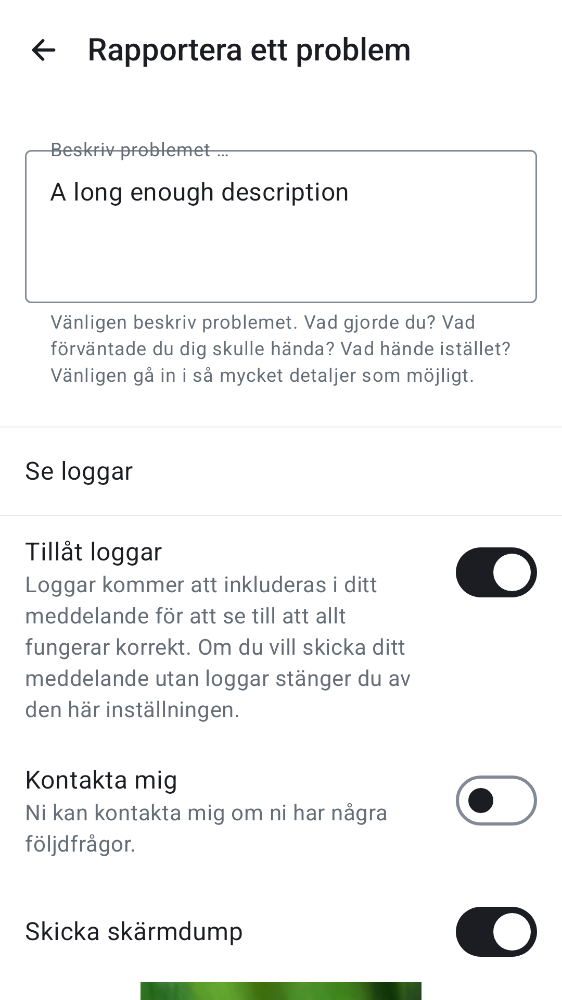 Rapportera ett problem
Beskriv problemet …
A long enough description
Vänligen beskriv problemet. Vad gjorde du? Vad
förväntade du dig skulle hända? Vad hände istället?
Vänligen gå in i så mycket detaljer som möjligt.
Se loggar
Tillåt loggar
Loggar kommer att inkluderas i ditt
meddelande för att se till att allt
fungerar korrekt. Om du vill skicka ditt
meddelande utan loggar stänger du av
den här inställningen.
Kontakta mig
Ni kan kontakta mig om ni har några
följdfrågor.
Skicka skärmdump